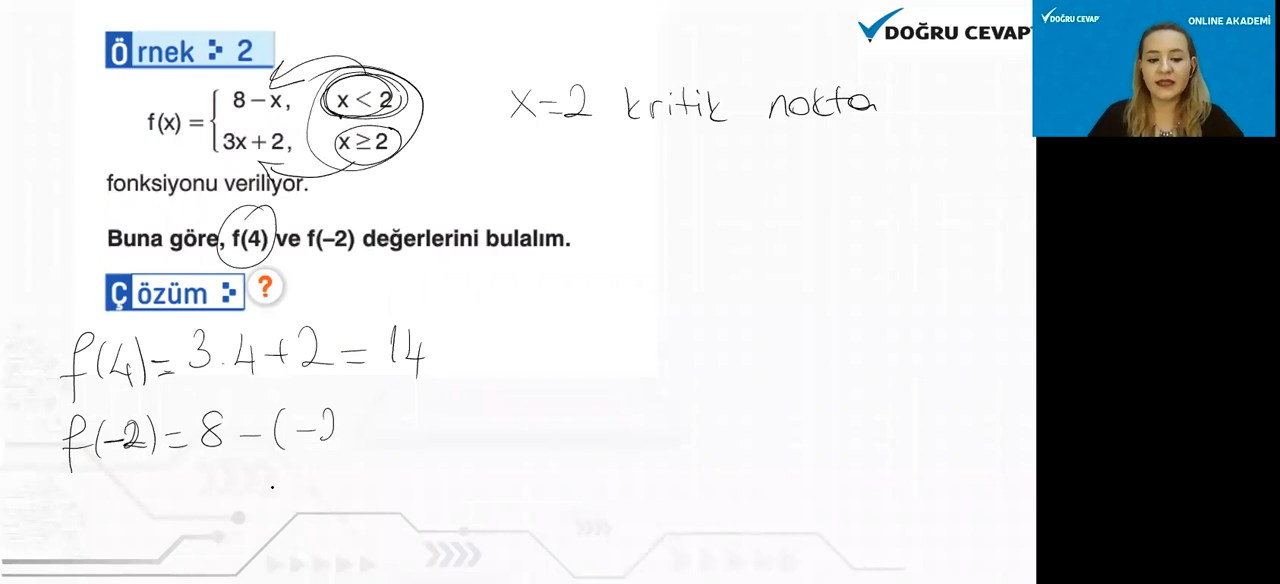 DOĞRU CEVAP
DOĞRU CEVAP
ONLINE AKADEMİ
Örnek 2
f(x) = { 8 – x, x < 2
3x + 2, x ≥ 2
x=2 kritik nokta
fonksiyonu veriliyor.
Buna göre, f(4) ve f(–2) değerlerini bulalım.
Çözüm ?
f(4) = 3.4+2 = 14
f(-2) = 8 - (-